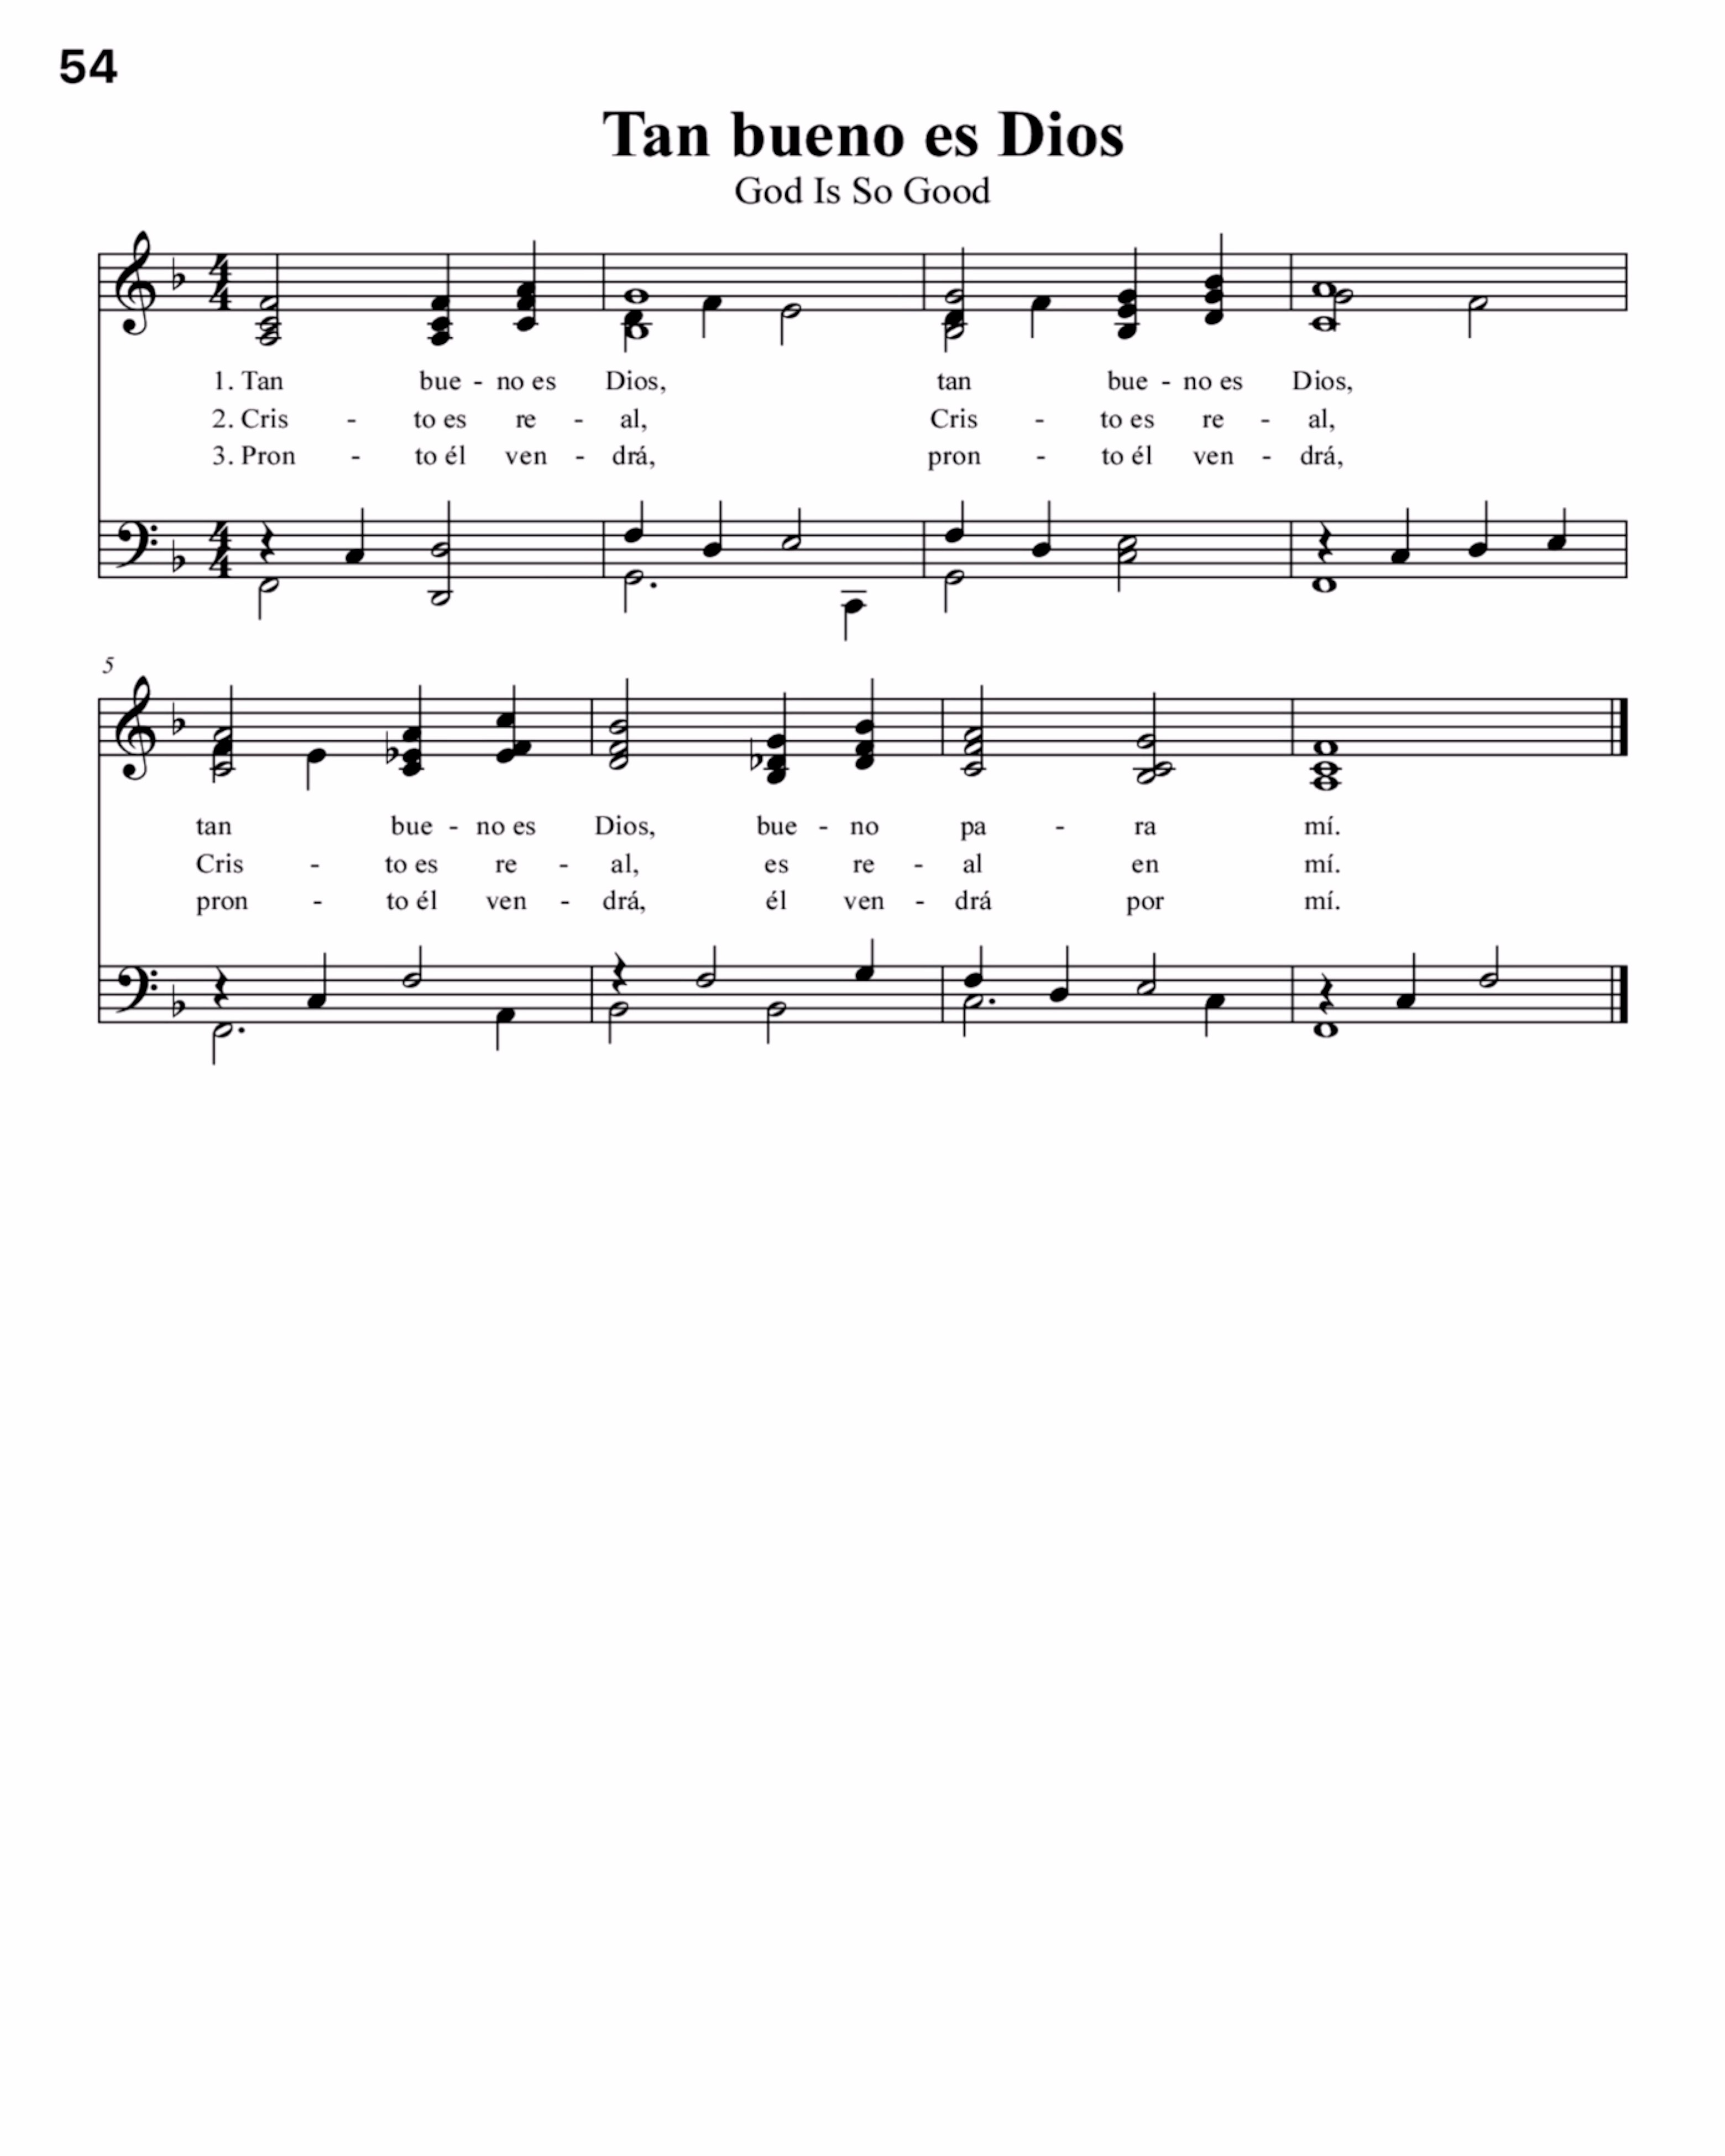 54
Tan bueno es Dios
God Is So Good
1. Tan bue - no es Dios, tan bue - no es Dios,
2. Cris - to es re - al, Cris - to es re - al,
3. Pron - to él ven - drá, pron - to él ven - drá,
5
tan bue - no es Dios, bue - no pa - ra mí.
Cris - to es re - al, es re - al en mí.
pron - to él ven - drá, él ven - drá por mí.